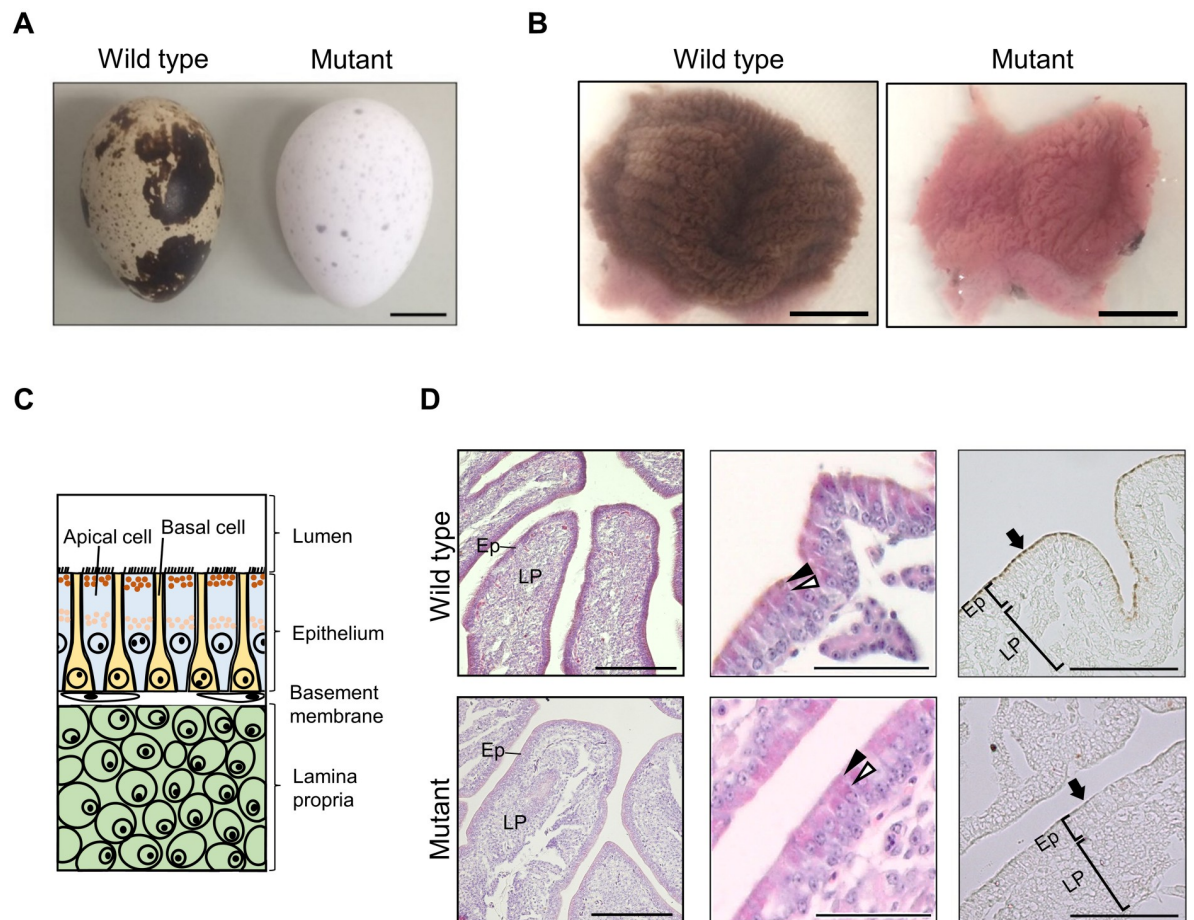 A
Wild type
Mutant
B
Wild type
Mutant
C
Apical cell
Basal cell
Lumen
Epithelium
Basement
membrane
Lamina
propria
D
Wild type
Ep
LP
Ep
LP
Mutant
Ep
LP
Ep
LP